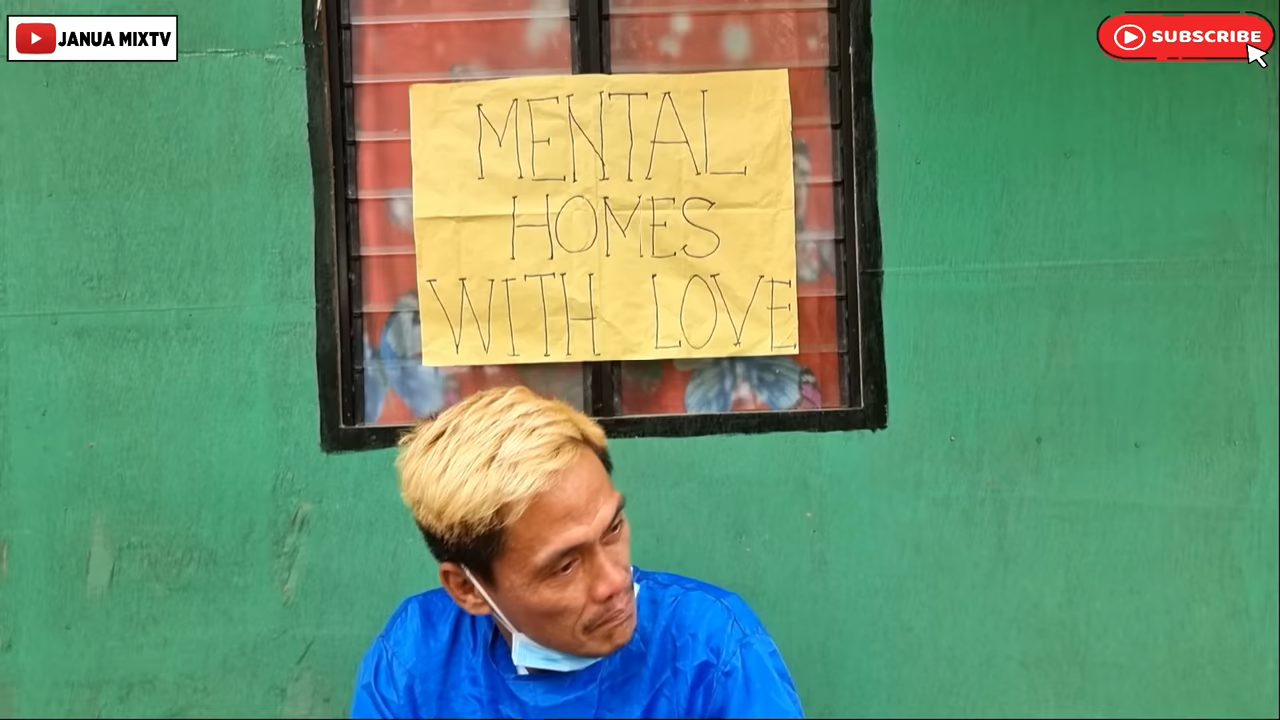 JANUA MIXTV
SUBSCRIBE
MENTAL
HOMES
WITH LOVE